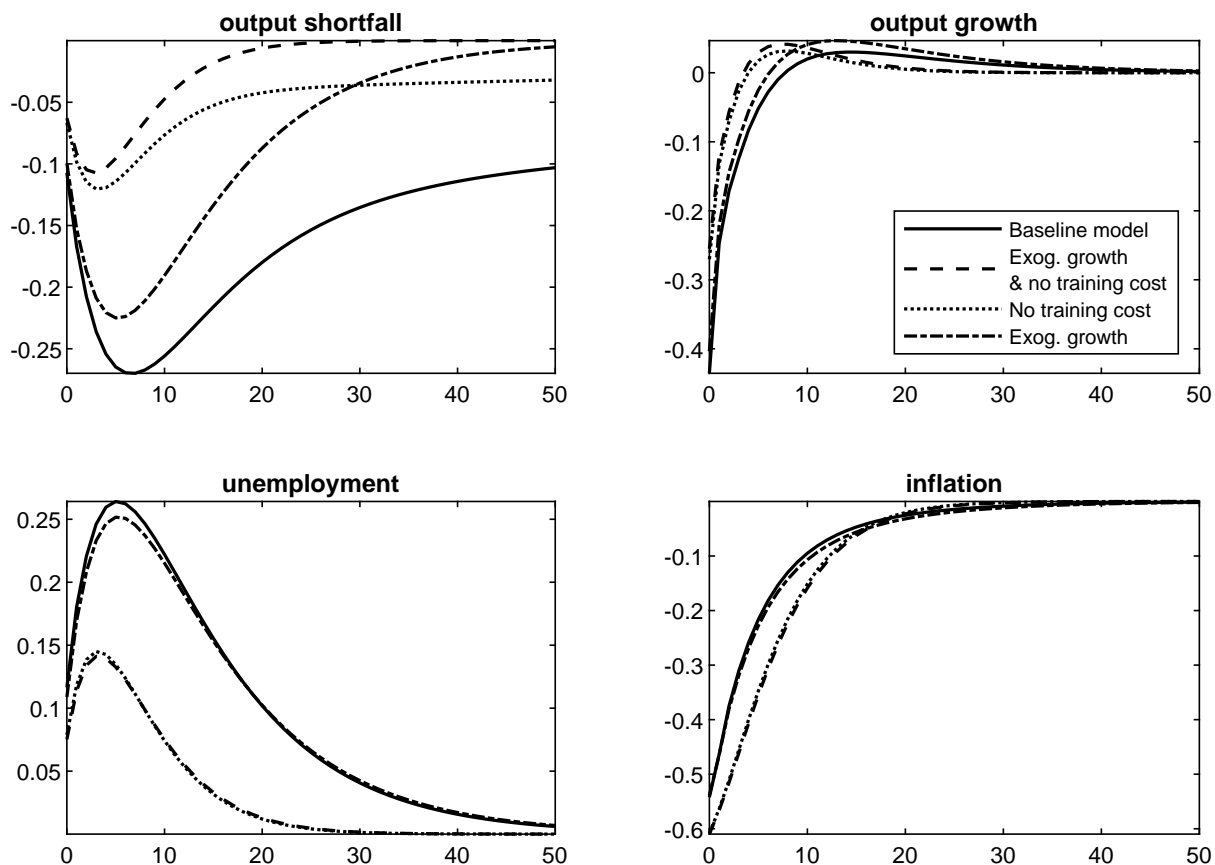 output shortfall
-0.05
-0.1
-0.15
-0.2
-0.25
0 10 20 30 40 50
output growth
0
-0.1
-0.2
-0.3
-0.4
0 10 20 30 40 50
Baseline model
Exog. growth
& no training cost
No training cost
Exog. growth
unemployment
0.25
0.2
0.15
0.1
0.05
0 10 20 30 40 50
inflation
-0.1
-0.2
-0.3
-0.4
-0.5
-0.6
0 10 20 30 40 50